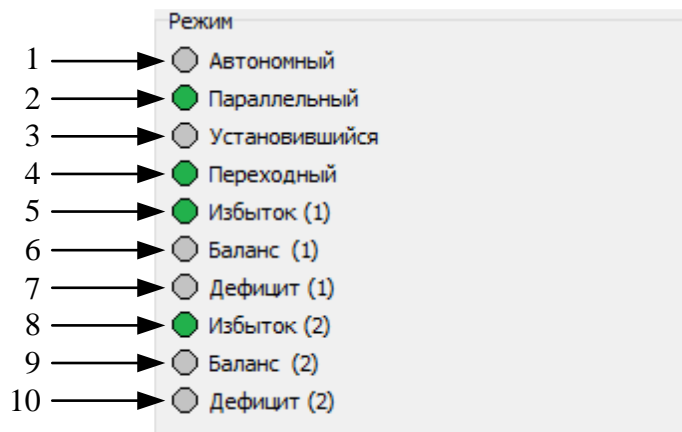 Режим
1 Автономный
2 Параллельный
3 Установившийся
4 Переходный
5 Избыток (1)
6 Баланс (1)
7 Дефицит (1)
8 Избыток (2)
9 Баланс (2)
10 Дефицит (2)